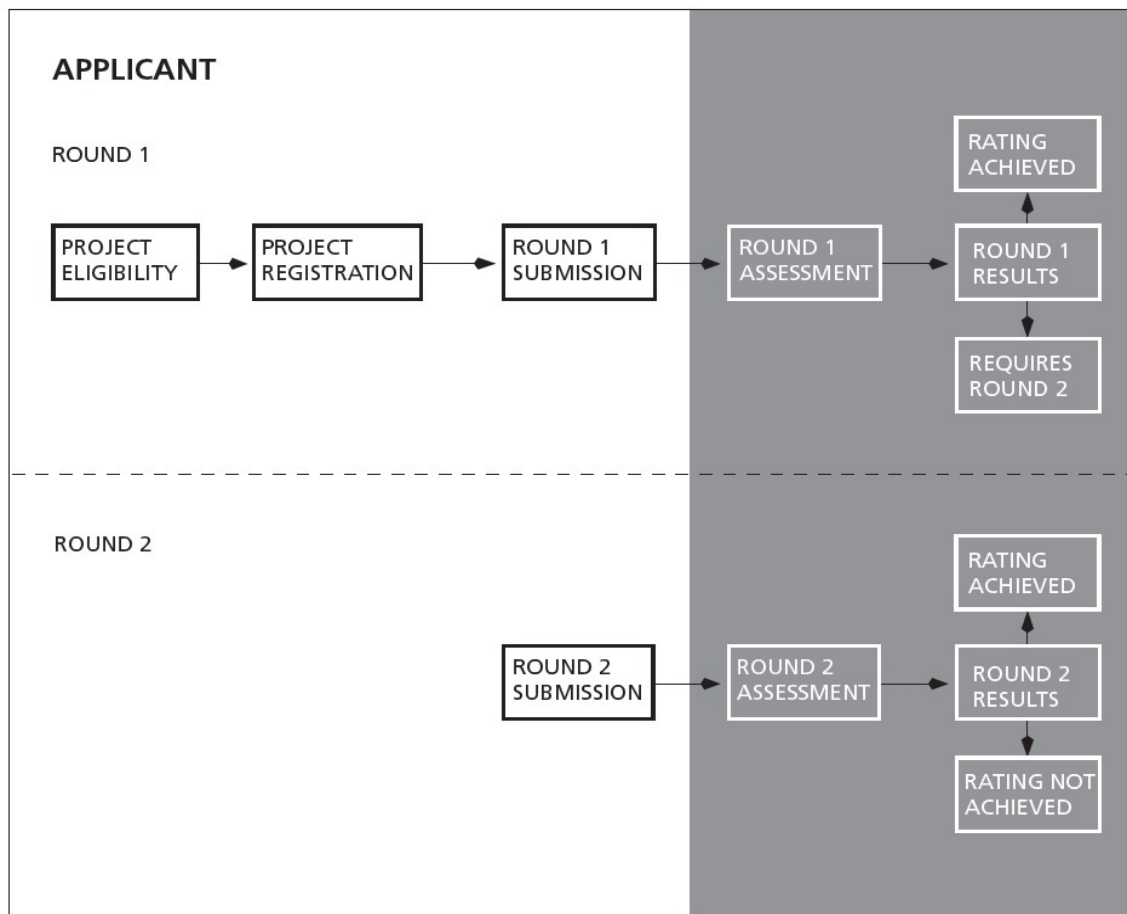 APPLICANT
ROUND 1
PROJECT
ELIGIBILITY
PROJECT
REGISTRATION
ROUND 1
SUBMISSION
ROUND 1
ASSESSMENT
ROUND 1
RESULTS
RATING
ACHIEVED
REQUIRES
ROUND 2
ROUND 2
ROUND 2
SUBMISSION
ROUND 2
ASSESSMENT
ROUND 2
RESULTS
RATING
ACHIEVED
RATING NOT
ACHIEVED